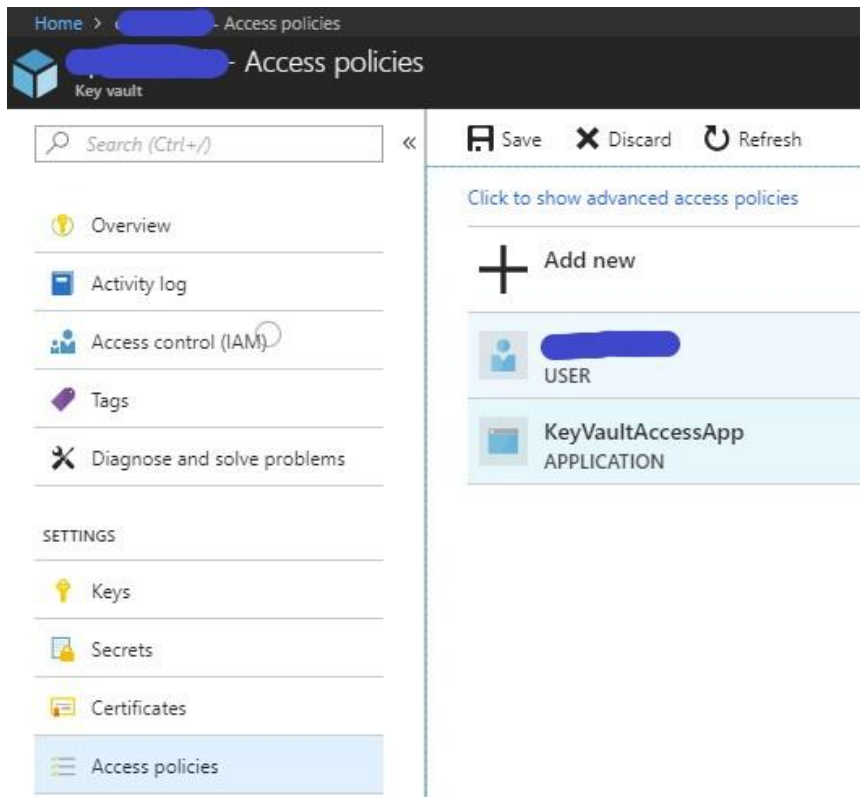 Home > - Access policies
- Access policies
Key vault
Search (Ctrl+/)
«
Save Discard Refresh
Click to show advanced access policies
Overview
Add new
Activity log
Access control (IAM)
USER
Tags
KeyVaultAccessApp
APPLICATION
Diagnose and solve problems
SETTINGS
Keys
Secrets
Certificates
Access policies